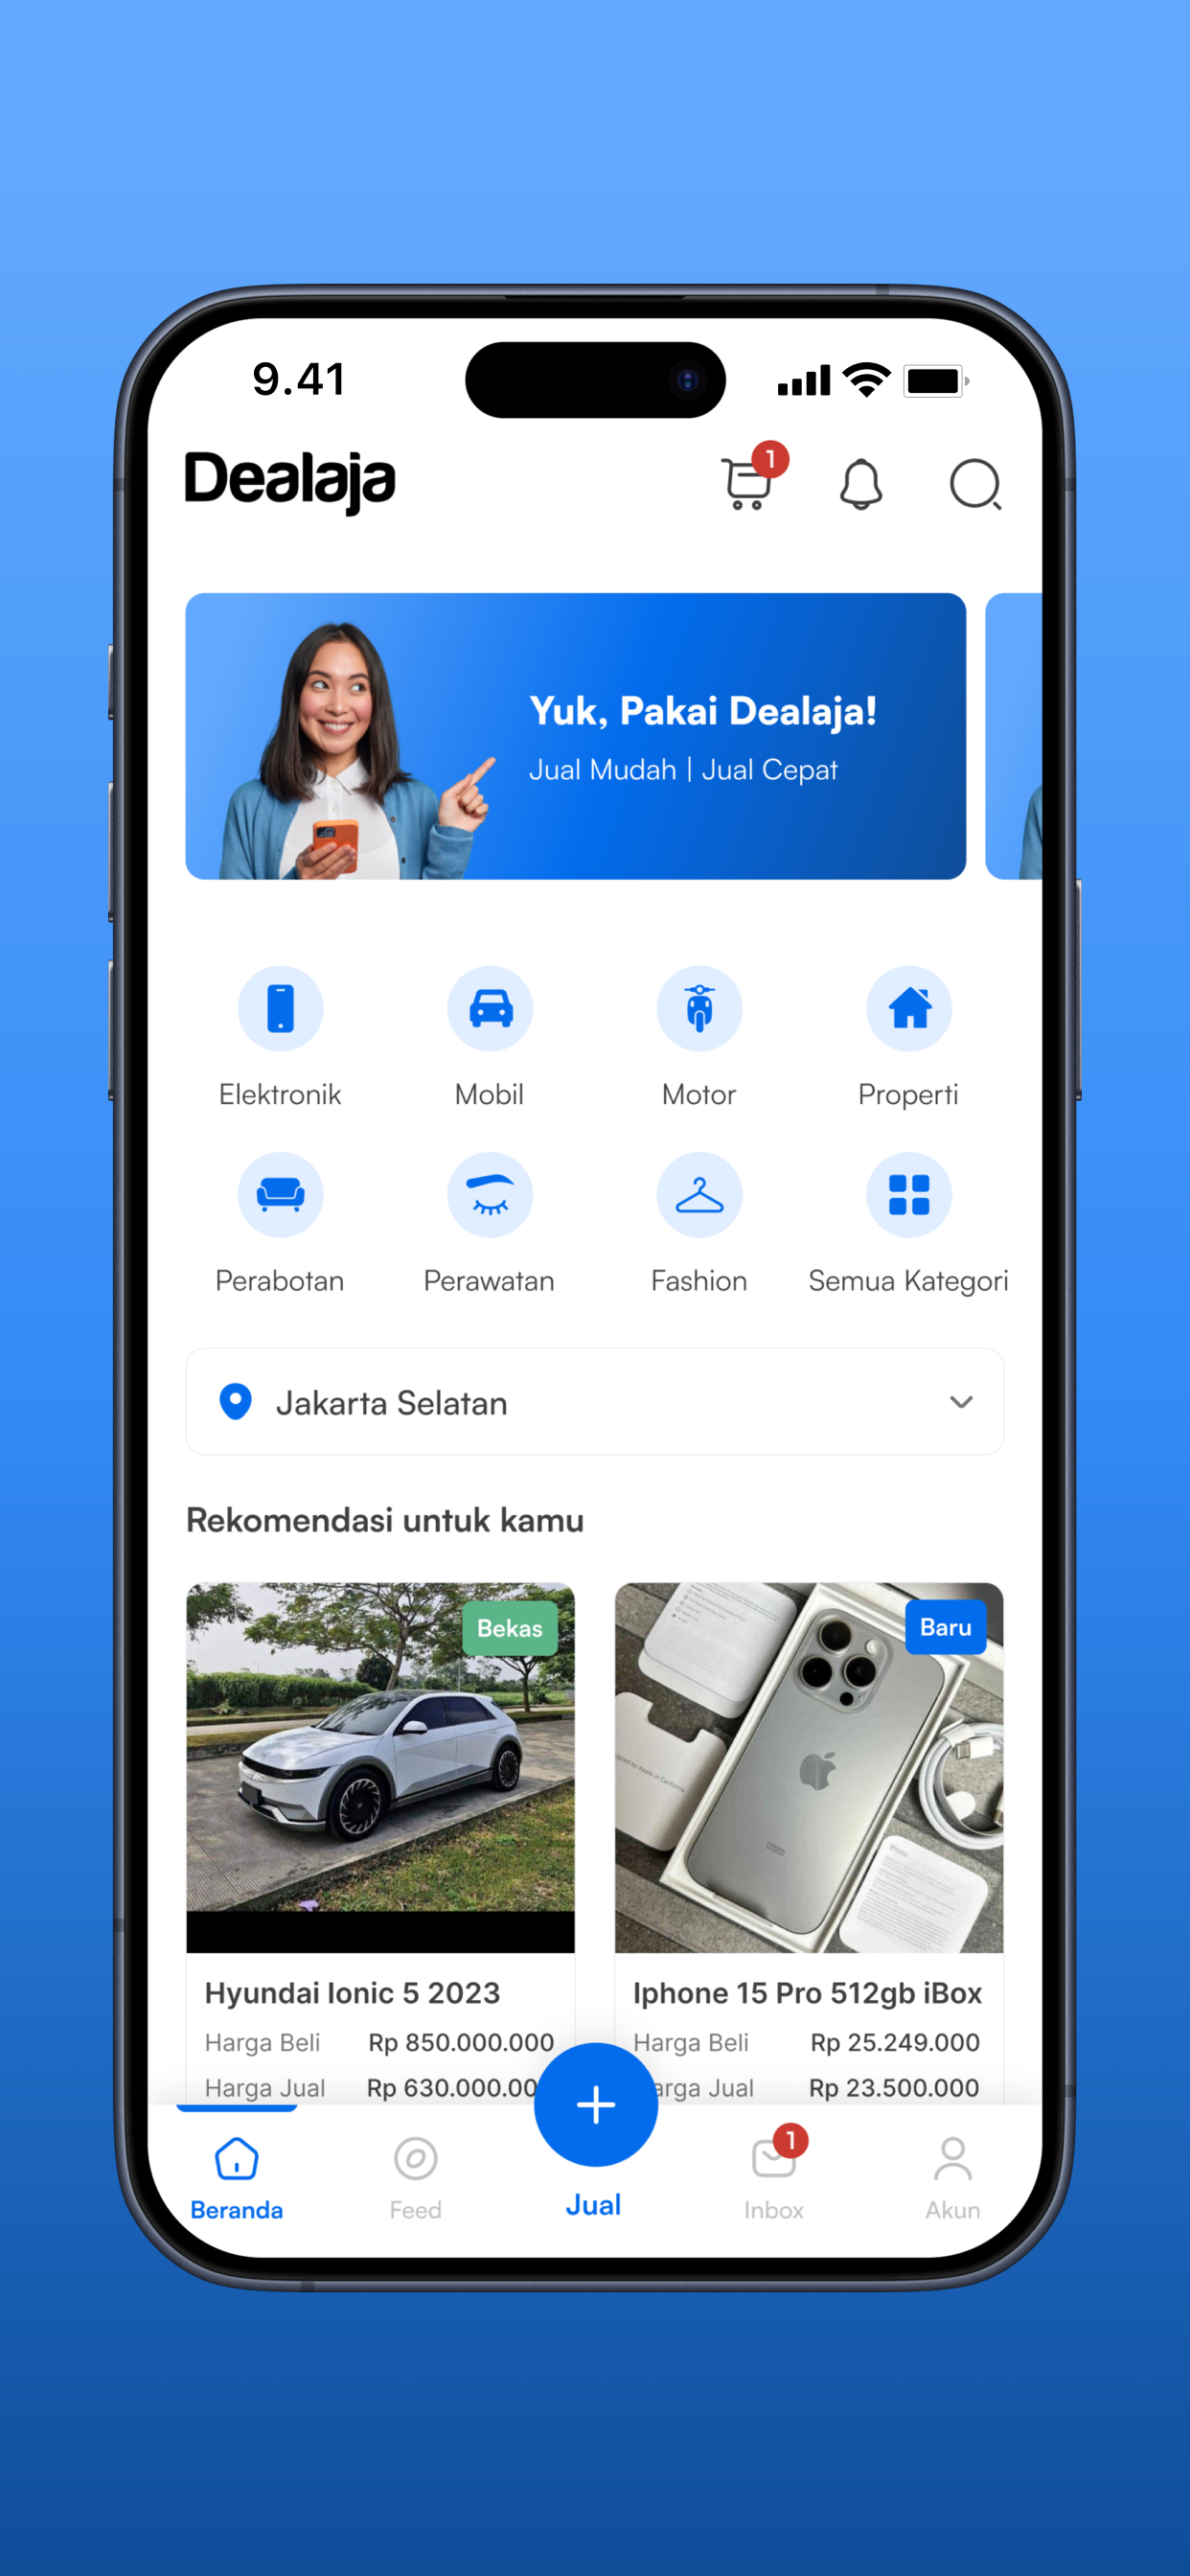 9.41
Dealaja
1
Yuk, Pakai Dealaja!
Jual Mudah | Jual Cepat
Elektronik
Mobil
Motor
Properti
Perabotan
Perawatan
Fashion
Semua Kategori
Jakarta Selatan
Rekomendasi untuk kamu
Bekas
Baru
Hyundai Ionic 5 2023
Harga Beli Rp 850.000.000
Harga Jual Rp 630.000.00
Iphone 15 Pro 512gb iBox
Harga Beli Rp 25.249.000
arga Jual Rp 23.500.000
Beranda
Feed
Jual
1
Inbox
Akun